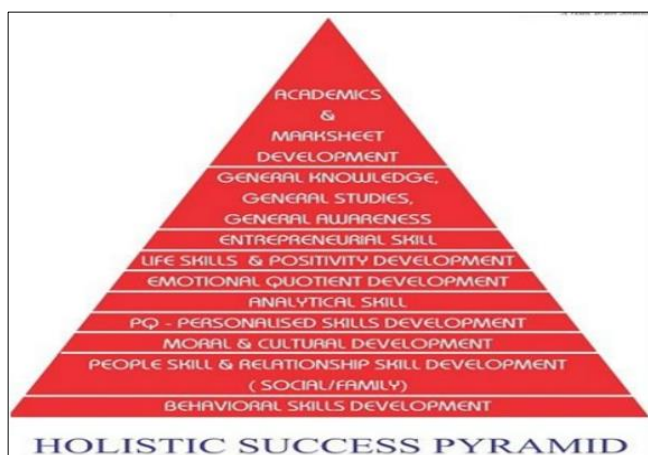 ACADEMICS
&
MARKSHEET
DEVELOPMENT
GENERAL KNOWLEDGE,
GENERAL STUDIES,
GENERAL AWARENESS
ENTREPRENEURIAL SKILL
LIFE SKILLS & POSITIVITY DEVELOPMENT
EMOTIONAL QUOTIENT DEVELOPMENT
ANALYTICAL SKILL
PQ - PERSONALISED SKILLS DEVELOPMENT
MORAL & CULTURAL DEVELOPMENT
PEOPLE SKILL & RELATIONSHIP SKILL DEVELOPMENT
( SOCIAL/FAMILY)
BEHAVIORAL SKILLS DEVELOPMENT
HOLISTIC SUCCESS PYRAMID